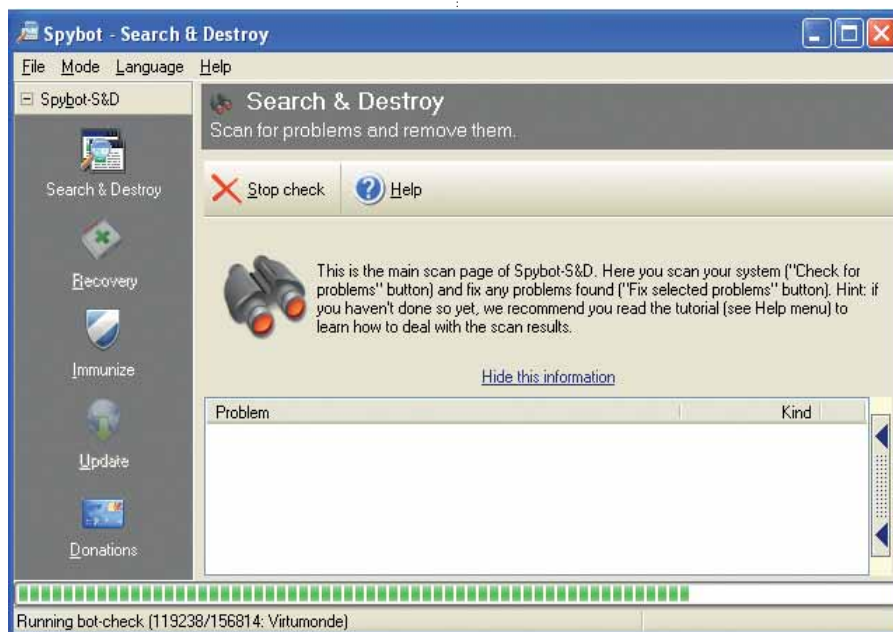 Spybot - Search & Destroy
File Mode Language Help
Spybot-S&D
Search & Destroy
Recovery
Immunize
Update
Donations
Search & Destroy
Scan for problems and remove them.
Stop check Help
This is the main scan page of Spybot-S&D. Here you scan your system ("Check for
problems" button) and fix any problems found ("Fix selected problems" button). Hint: if
you haven't done so yet, we recommend you read the tutorial (see Help menu) to
learn how to deal with the scan results.
Hide this information
Problem Kind
Running bot-check (119238/156814: Virtumonde)